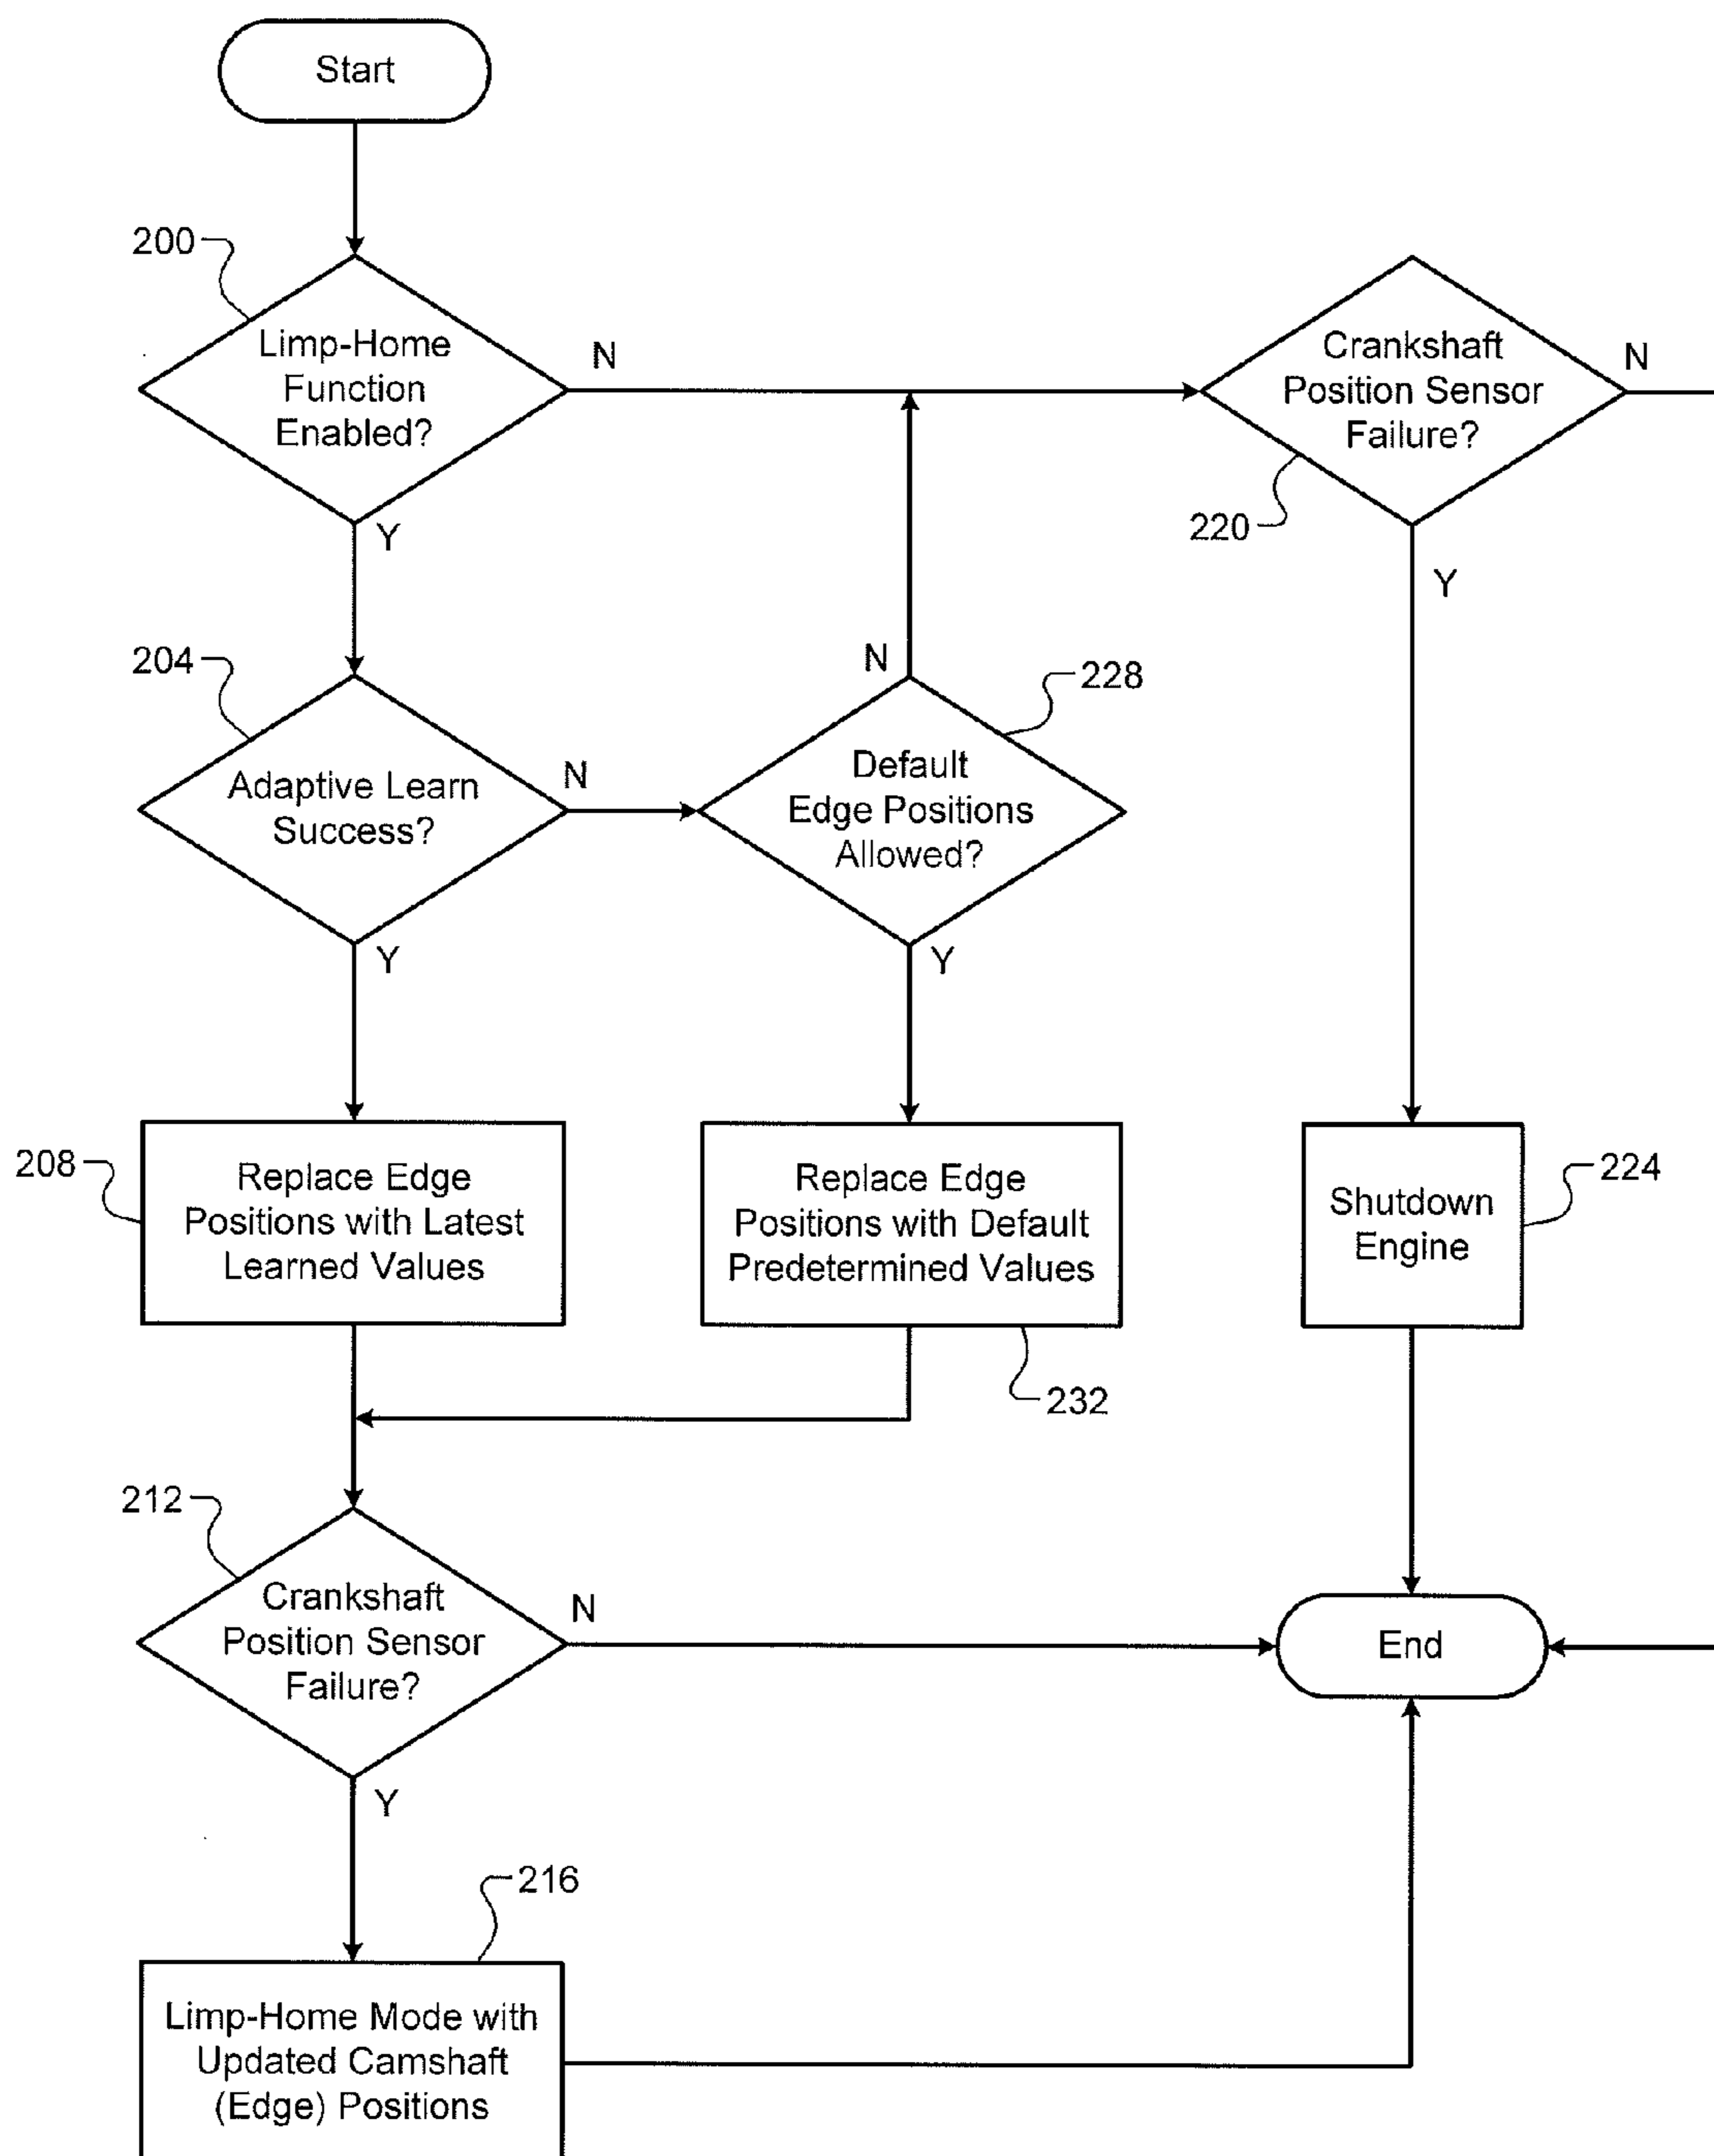 Start
200
Limp-Home
Function
Enabled?
N
Y
Crankshaft
Position Sensor
Failure?
N
220
Y
204
Adaptive Learn
Success?
N
Y
N
228
Default
Edge Positions
Allowed?
Y
208
Replace Edge
Positions with Latest
Learned Values
Replace Edge
Positions with Default
Predetermined Values
232
Shutdown
Engine
224
212
Crankshaft
Position Sensor
Failure?
N
Y
End
216
Limp-Home Mode with
Updated Camshaft
(Edge) Positions